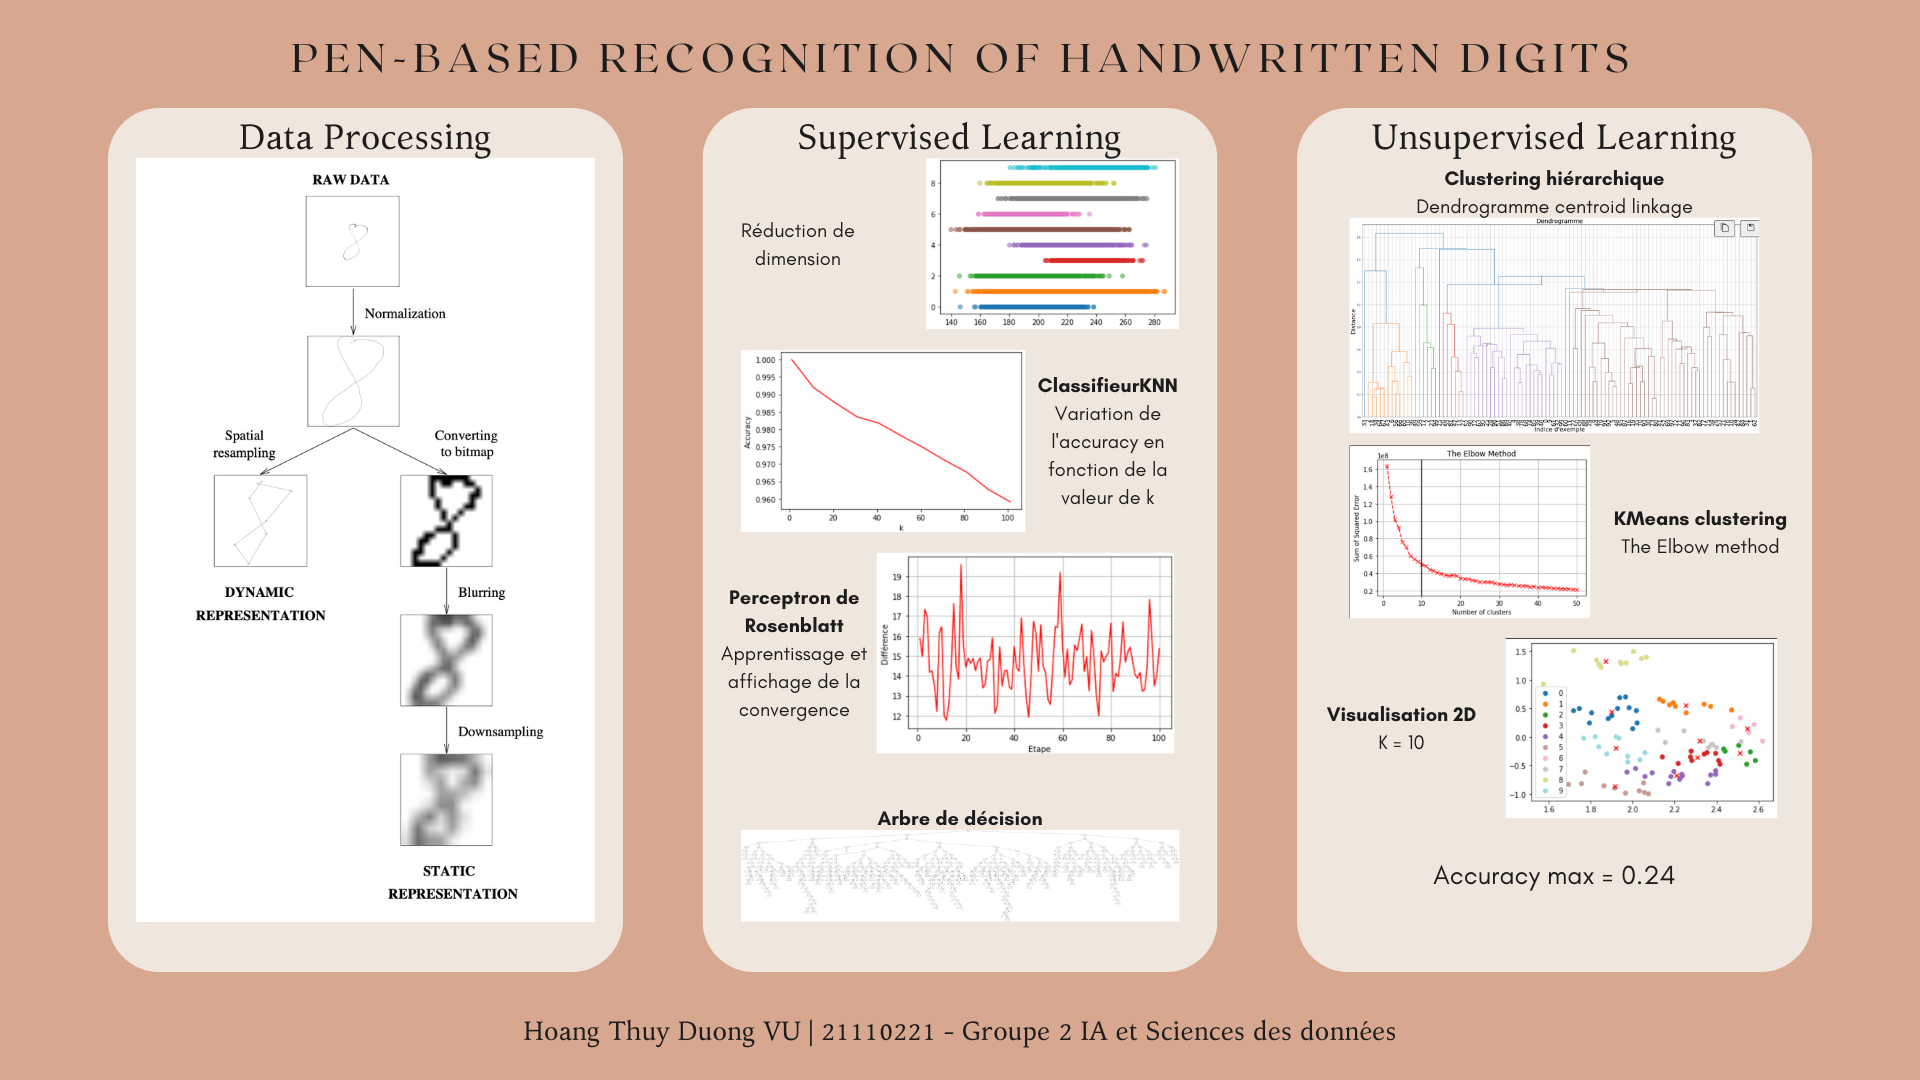 PEN-BASED RECOGNITION OF HANDWRITTEN DIGITS
Data Processing
RAW DATA
Normalization
Spatial
resampling
Converting
to bitmap
DYNAMIC
REPRESENTATION
Blurring
Downsampling
STATIC
REPRESENTATION
Supervised Learning
Réduction de
dimension
8
6
4
2
0
140 160 180 200 220 240 260 280
1.000
0.995
0.990
0.985
0.980
0.975
0.970
0.965
0.960
Accuracy
0 20 40 60 80 100
k
ClassifieurKNN
Variation de
l'accuracy en
fonction de la
valeur de k
Perceptron de
Rosenblatt
Apprentissage et
affichage de la
convergence
19
18
17
16
15
14
13
12
Différence
0 20 40 60 80 100
Etape
Arbre de décision
Unsupervised Learning
Clustering hiérarchique
Dendrogramme centroid linkage
Dendrogramme
Distance
Indice d'exemple
The Elbow Method
1e8
1.6
1.4
1.2
1.0
0.8
0.6
0.4
0.2
Sum of Squared Error
0 10 20 30 40 50
Number of clusters
KMeans clustering
The Elbow method
Visualisation 2D
K = 10
1.5
1.0
0.5
0.0
−0.5
−1.0
0
1
2
3
4
5
6
7
8
9
1.6 1.8 2.0 2.2 2.4 2.6
Accuracy max = 0.24
Hoang Thuy Duong VU | 21110221 - Groupe 2 IA et Sciences des données